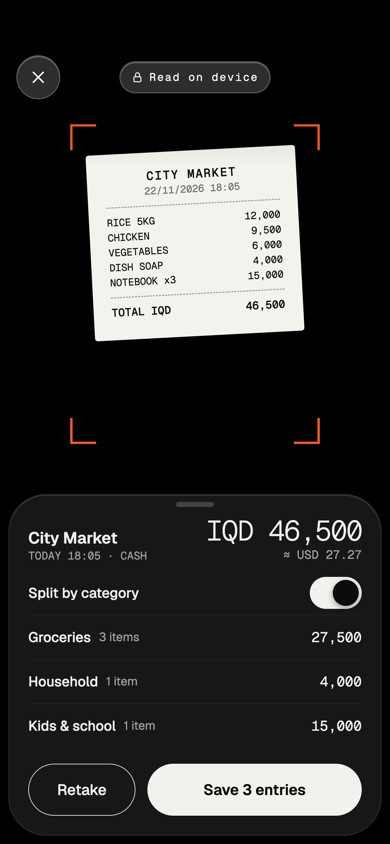 Read on device
CITY MARKET
22/11/2026 18:05
RICE 5KG 12,000
CHICKEN 9,500
VEGETABLES 6,000
DISH SOAP 4,000
NOTEBOOK x3 15,000
TOTAL IQD 46,500
City Market IQD 46,500
TODAY 18:05 · CASH ≈ USD 27.27
Split by category
Groceries 3 items 27,500
Household 1 item 4,000
Kids & school 1 item 15,000
Retake Save 3 entries